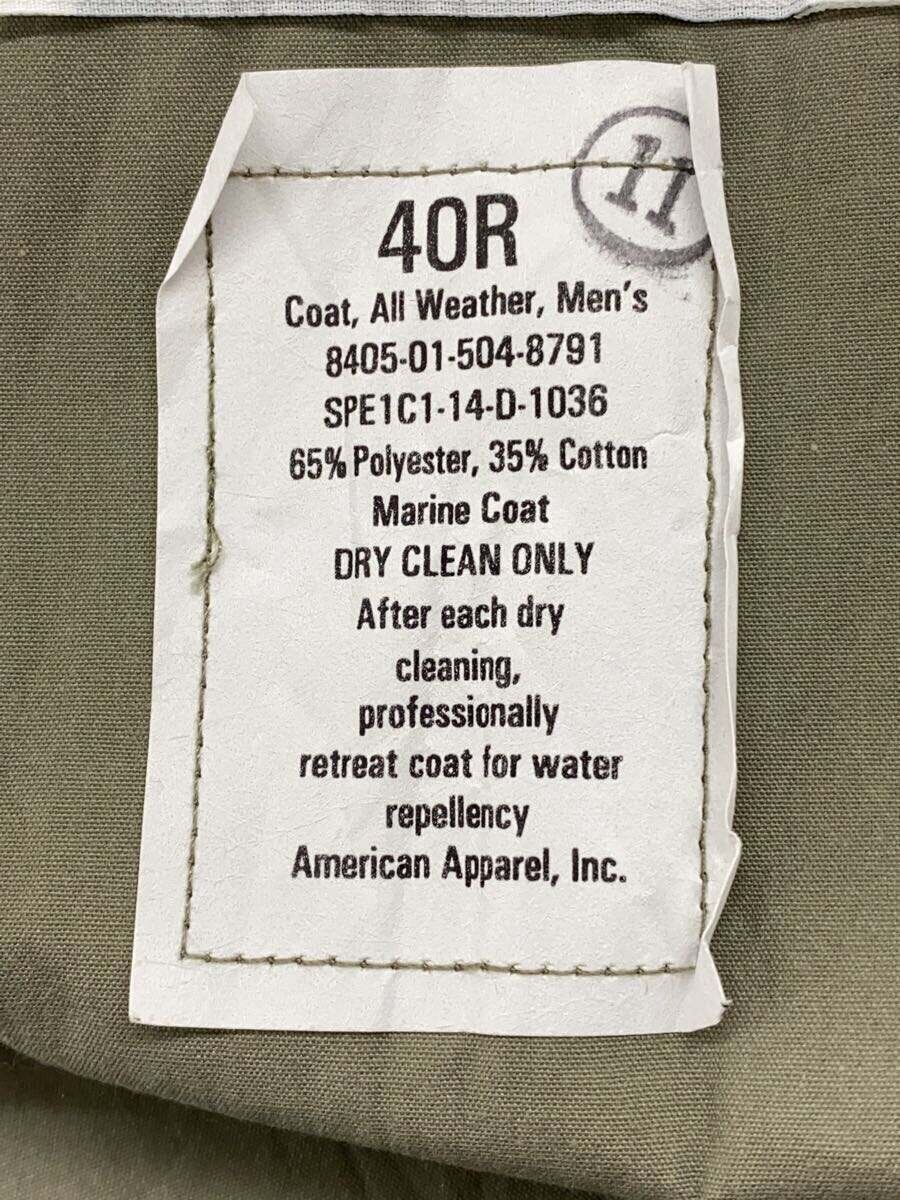 11
40R
Coat, All Weather, Men's
8405-01-504-8791
SPE1C1-14-D-1036
65% Polyester, 35% Cotton
Marine Coat
DRY CLEAN ONLY
After each dry
cleaning,
professionally
retreat coat for water
repellency
American Apparel, Inc.